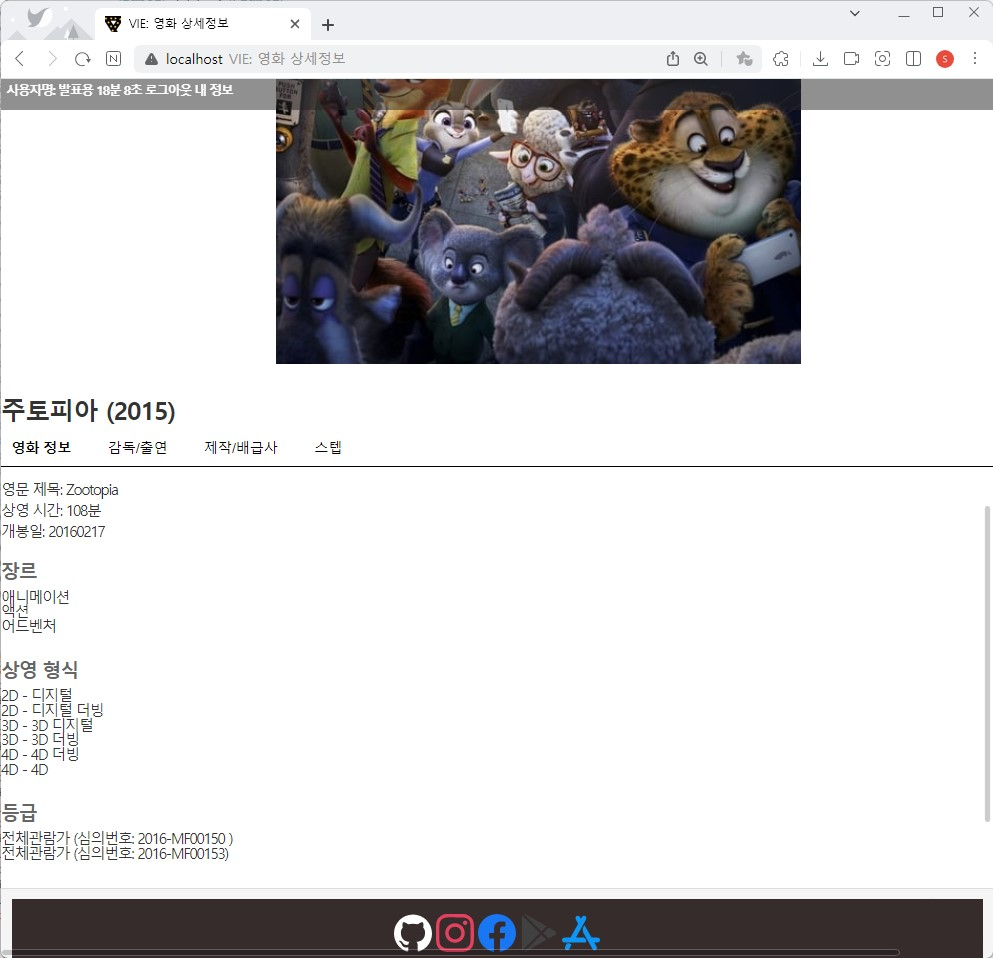 VIE: 영화 상세정보
N
localhost VIE: 영화 상세정보
S
사용자명: 발표용 18분 8초 로그아웃 내 정보
PUSH
BUTTON
FOR
주토피아 (2015)
영화 정보 감독/출연 제작/배급사 스텝
영문 제목: Zootopia
상영 시간: 108분
개봉일: 20160217
장르
애니메이션
액션
어드벤처
상영 형식
2D - 디지털
2D - 디지털 더빙
3D - 3D 디지털
3D - 3D 더빙
4D - 4D 더빙
4D - 4D
등급
전체관람가 (심의번호: 2016-MF00150 )
전체관람가 (심의번호: 2016-MF00153)